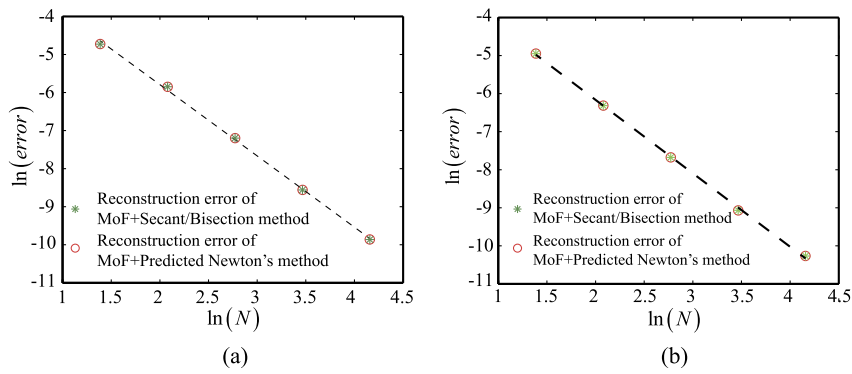 -4
-5
-6
-7
-8
-9
-10
-11
ln(error)
Reconstruction error of
MoF+Secant/Bisection method
Reconstruction error of
MoF+Predicted Newton's method
1 1.5 2 2.5 3 3.5 4 4.5
ln(N)
(a)
-4
-5
-6
-7
-8
-9
-10
-11
ln(error)
Reconstruction error of
MoF+Secant/Bisection method
Reconstruction error of
MoF+Predicted Newton's method
1 1.5 2 2.5 3 3.5 4 4.5
ln(N)
(b)